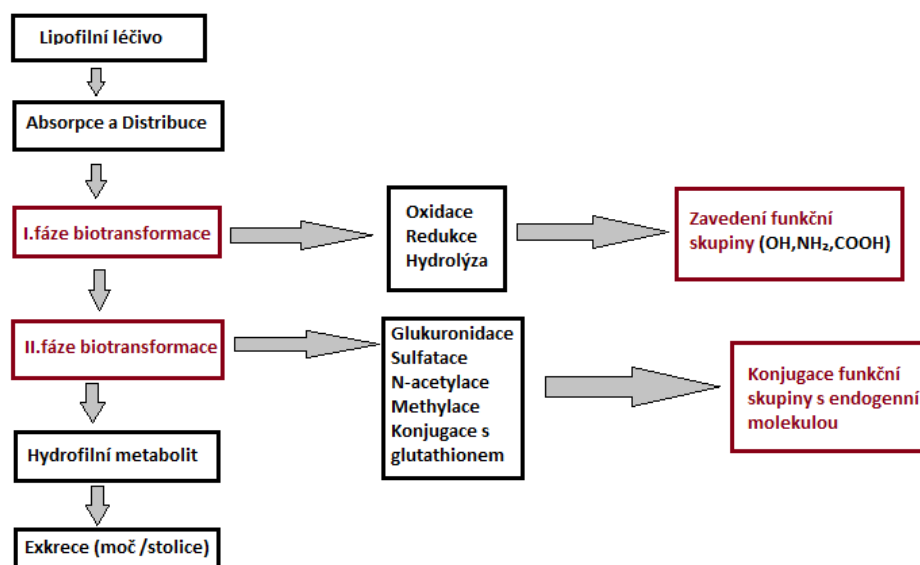 Lipofilní léčivo
Absorpce a Distribuce
I.fáze biotransformace
Oxidace
Redukce
Hydrolýza
Zavedení funkční
skupiny (OH,NH₂,COOH)
II.fáze biotransformace
Glukuronidace
Sulfatace
N-acetylace
Methylace
Konjugace s
glutathionem
Konjugace funkční
skupiny s endogenní
molekulou
Hydrofilní metabolit
Exkrece (moč /stolice)